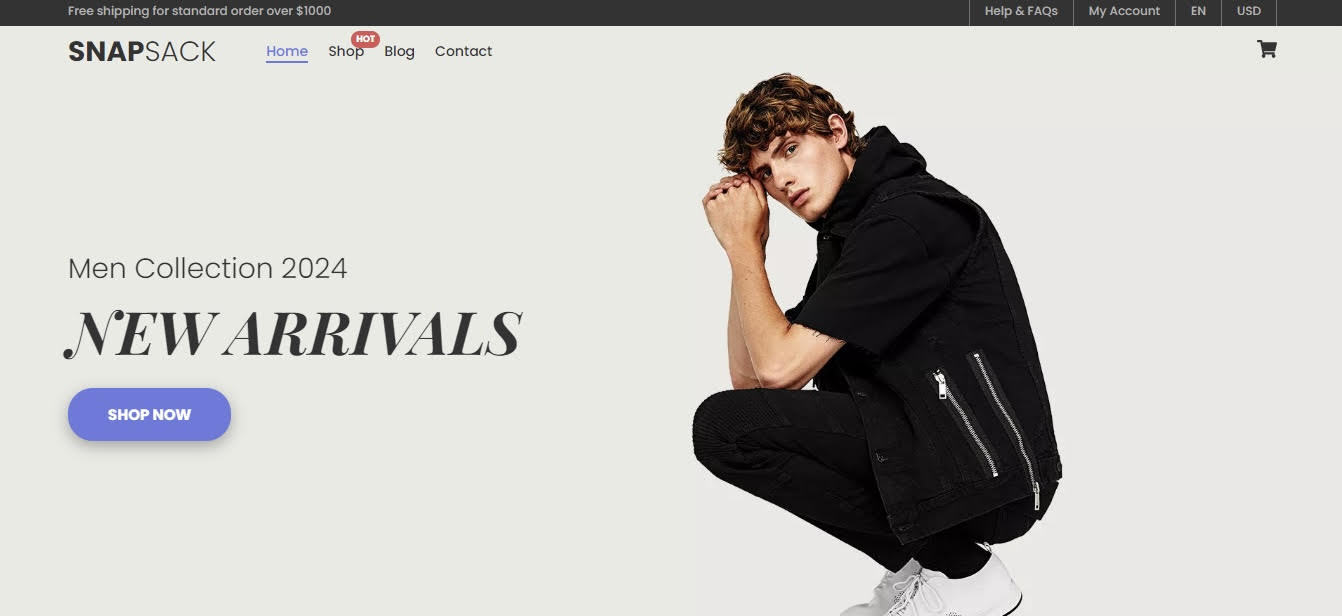 Free shipping for standard order over $1000
Help & FAQs
My Account
EN
USD
SNAPSACK
Home
Shop
HOT
Blog
Contact
Men Collection 2024
NEW ARRIVALS
SHOP NOW